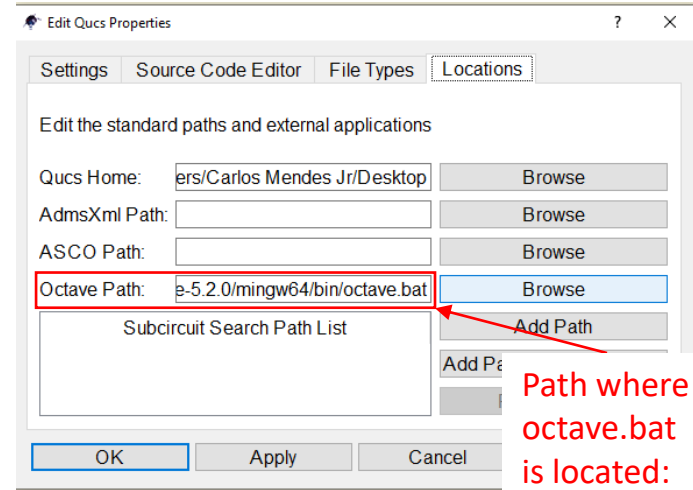 Edit Qucs Properties ? ×
Settings Source Code Editor File Types Locations
Edit the standard paths and external applications
Qucs Home: ers/Carlos Mendes Jr/Desktop Browse
AdmsXml Path: Browse
ASCO Path: Browse
Octave Path: e-5.2.0/mingw64/bin/octave.bat Browse
Subcircuit Search Path List Add Path
Add Pa
Path where
octave.bat
is located:
OK Apply Cancel